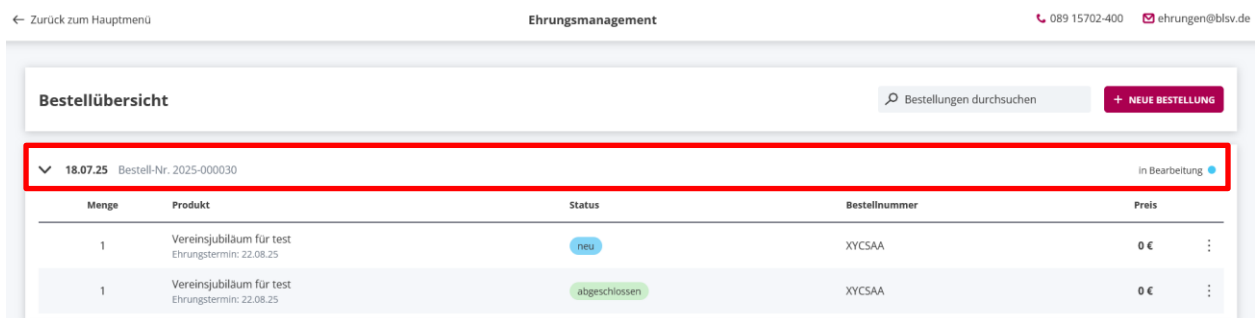 ← Zurück zum Hauptmenü Ehrungsmanagement 089 15702-400 ehrungen@blsv.de
Bestellübersicht Bestellungen durchsuchen + NEUE BESTELLUNG
18.07.25 Bestell-Nr. 2025-000030 in Bearbeitung
Menge Produkt Status Bestellnummer Preis
1 Vereinsjubiläum für test neu XYCSAA 0 €
Ehrungstermin: 22.08.25
1 Vereinsjubiläum für test abgeschlossen XYCSAA 0 €
Ehrungstermin: 22.08.25